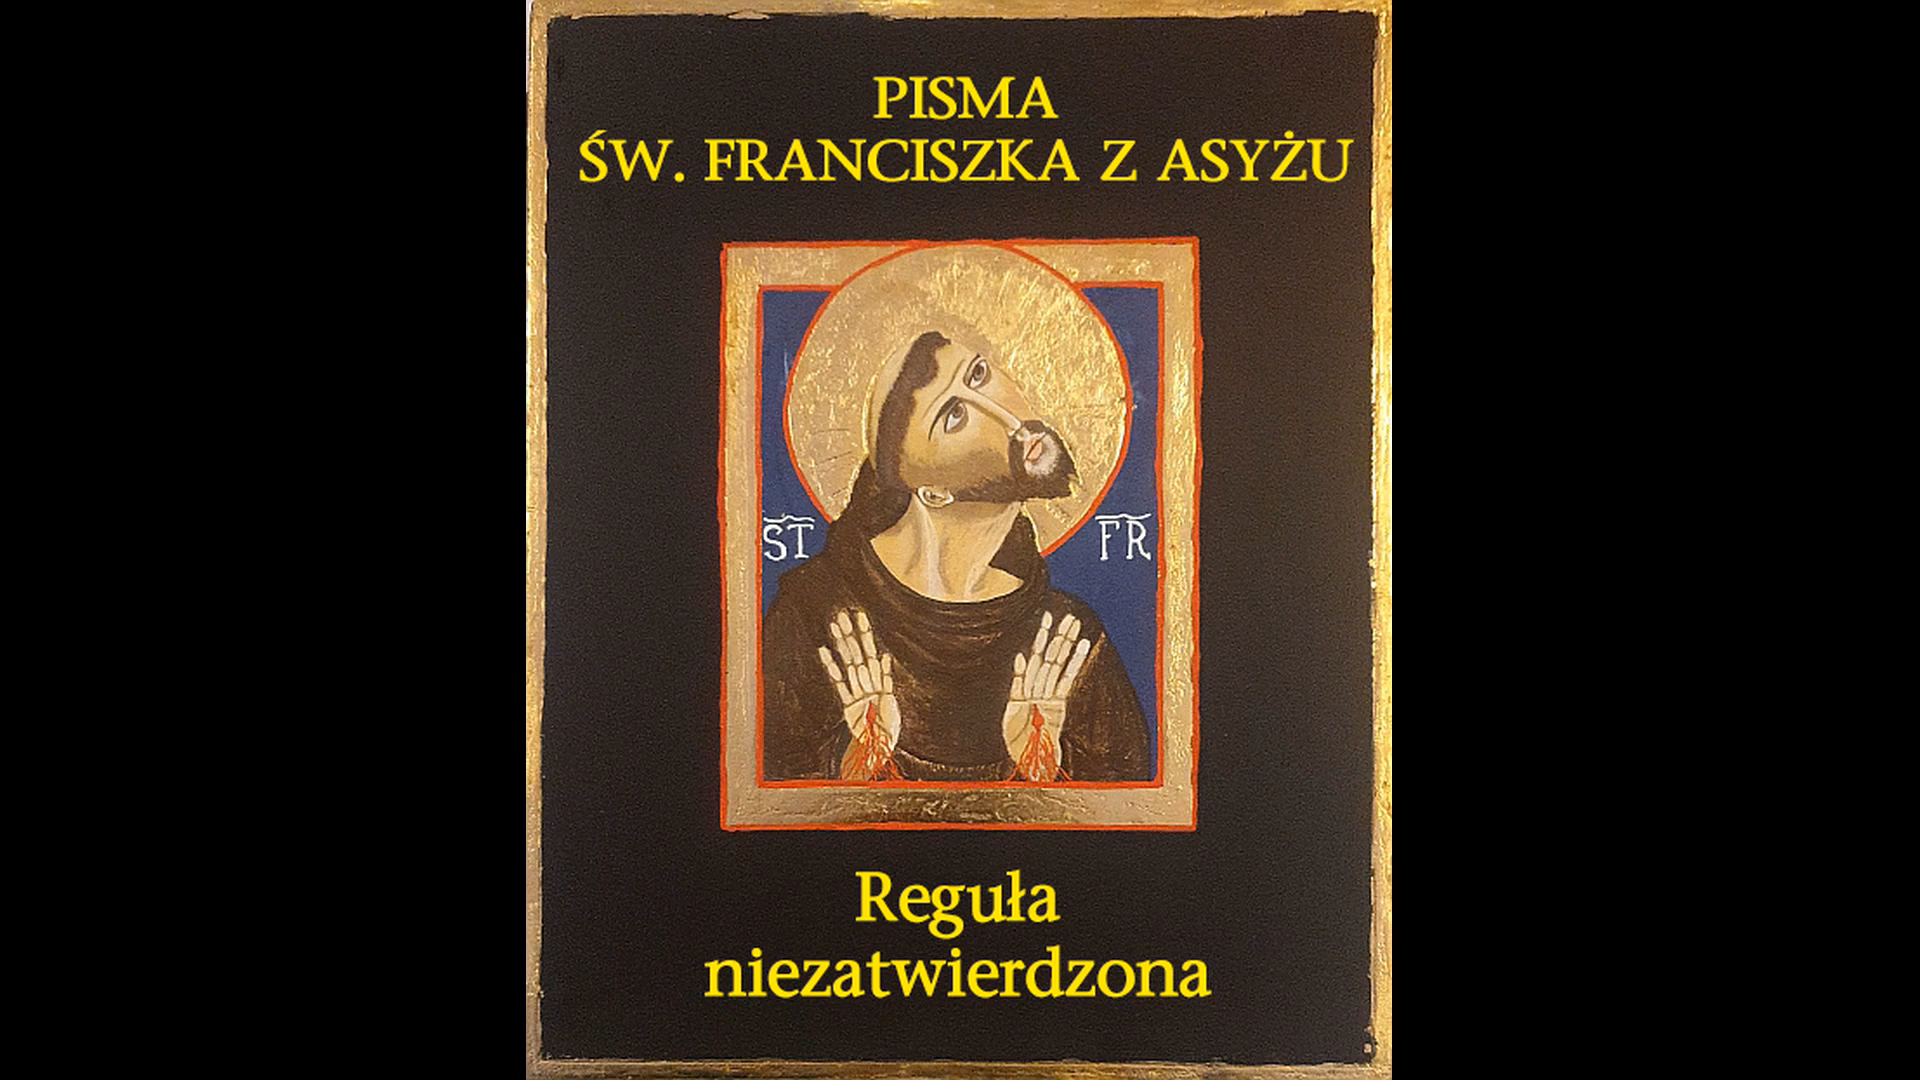 PISMA
ŚW. FRANCISZKA Z ASYŻU
ST FR
Reguła
niezatwierdzona